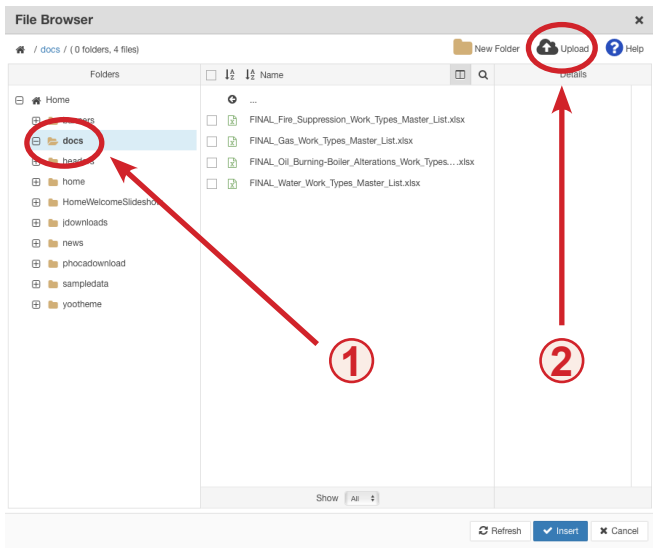 File Browser
/ docs / ( 0 folders, 4 files)
New Folder
Upload
Help
Folders
Name
Details
Home
...
FINAL_Fire_Suppression_Work_Types_Master_List.xlsx
docs
FINAL_Gas_Work_Types_Master_List.xlsx
headers
FINAL_Oil_Burning-Boiler_Alterations_Work_Types....xlsx
home
FINAL_Water_Work_Types_Master_List.xlsx
HomeWelcomeSlidesho
jdownloads
news
phocadownload
sampledata
yootheme
1
2
Show All
Refresh
Insert
Cancel